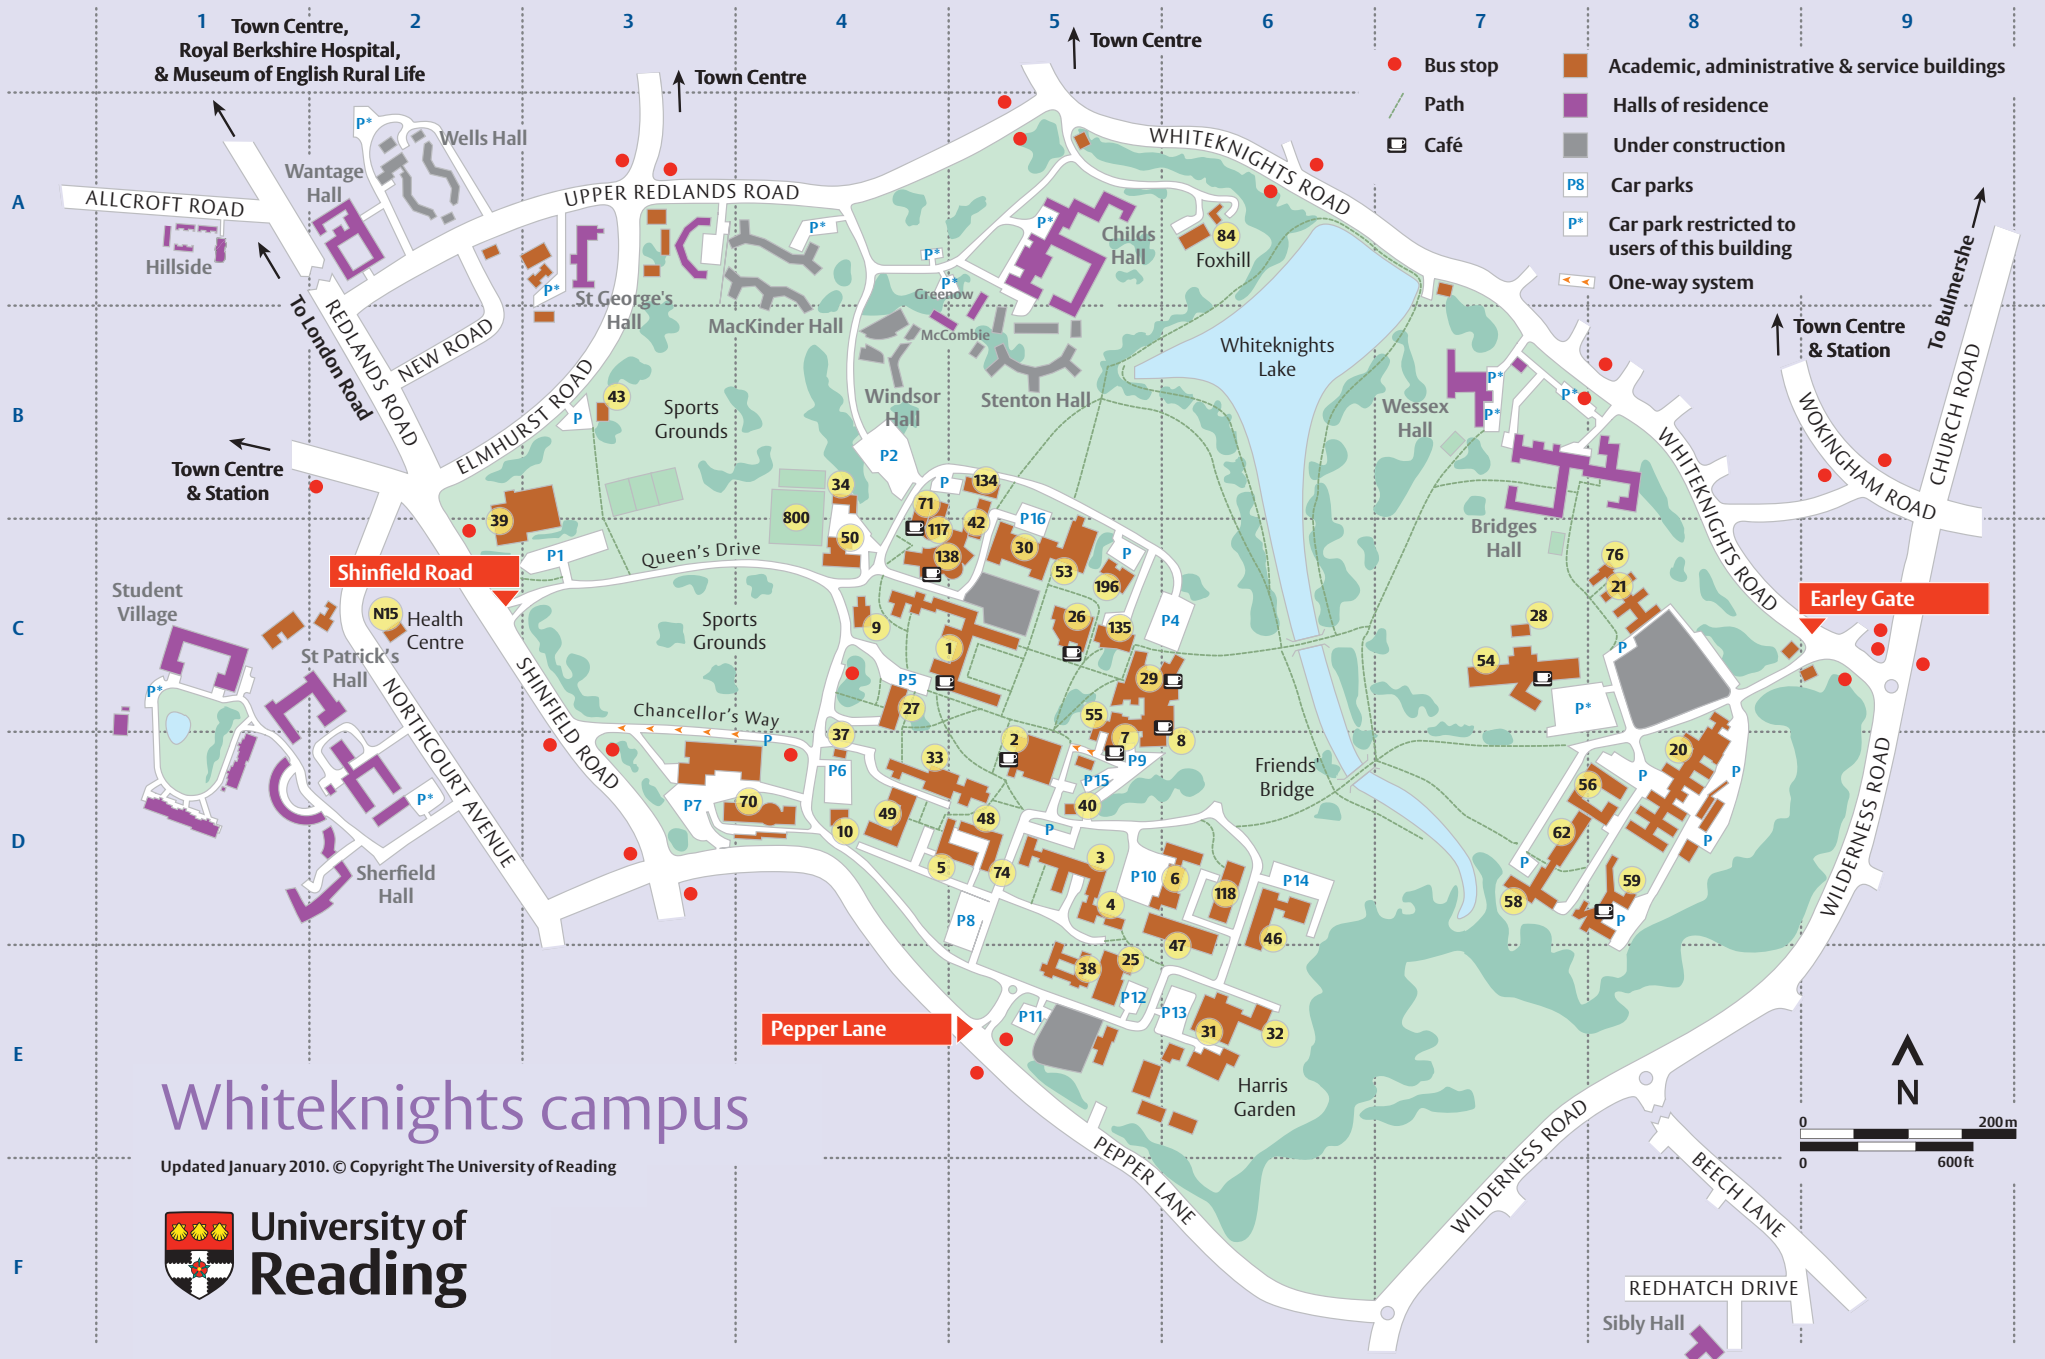 1
2
3
4
5
6
7
8
9
A
B
C
D
E
F
Town Centre,
Royal Berkshire Hospital,
& Museum of English Rural Life
Town Centre
Town Centre
Bus stop
Path
Café
Academic, administrative & service buildings
Halls of residence
Under construction
P8 Car parks
P* Car park restricted to
users of this building
One-way system
P*
Wells Hall
Wantage
Hall
ALLCROFT ROAD
Hillside
UPPER REDLANDS ROAD
WHITEKNIGHTS ROAD
P*
P*
P*
P*
P*
Childs
Hall
84
Foxhill
St George's
Hall
MacKinder Hall
Greenow
McCombie
To London Road
REDLANDS ROAD
NEW ROAD
ELMHURST ROAD
43
P
Sports
Grounds
Windsor
Hall
Stenton Hall
Whiteknights
Lake
Wessex
Hall
P*
P*
P*
Town Centre
& Station
To Bulmershe
CHURCH ROAD
WOKINGHAM ROAD
WHITEKNIGHTS ROAD
Town Centre
& Station
P2
34
P
134
71
39
800
117
42
P16
50
138
30
P
53
196
P1
Queen's Drive
Bridges
Hall
76
21
Shinfield Road
Earley Gate
Student
Village
N15
Health
Centre
Sports
Grounds
9
26
135
P4
28
1
54
P
St Patrick's
Hall
P*
29
P5
27
P*
55
SHINFIELD ROAD
NORTHCOURT AVENUE
Chancellor's Way
P
37
2
7
8
P9
33
P6
P15
Friends'
Bridge
20
P
P
56
P*
P7
70
10
49
48
40
P
62
P
Sherfield
Hall
5
74
3
P10
6
118
P14
P
59
58
P
4
P8
47
46
WILDERNESS ROAD
38
25
P12
P13
P11
31
32
Pepper Lane
Harris
Garden
Whiteknights campus
Updated January 2010. © Copyright The University of Reading
University of
Reading
PEPPER LANE
WILDERNESS ROAD
N
0 200m
0 600ft
BEECH LANE
REDHATCH DRIVE
Sibly Hall